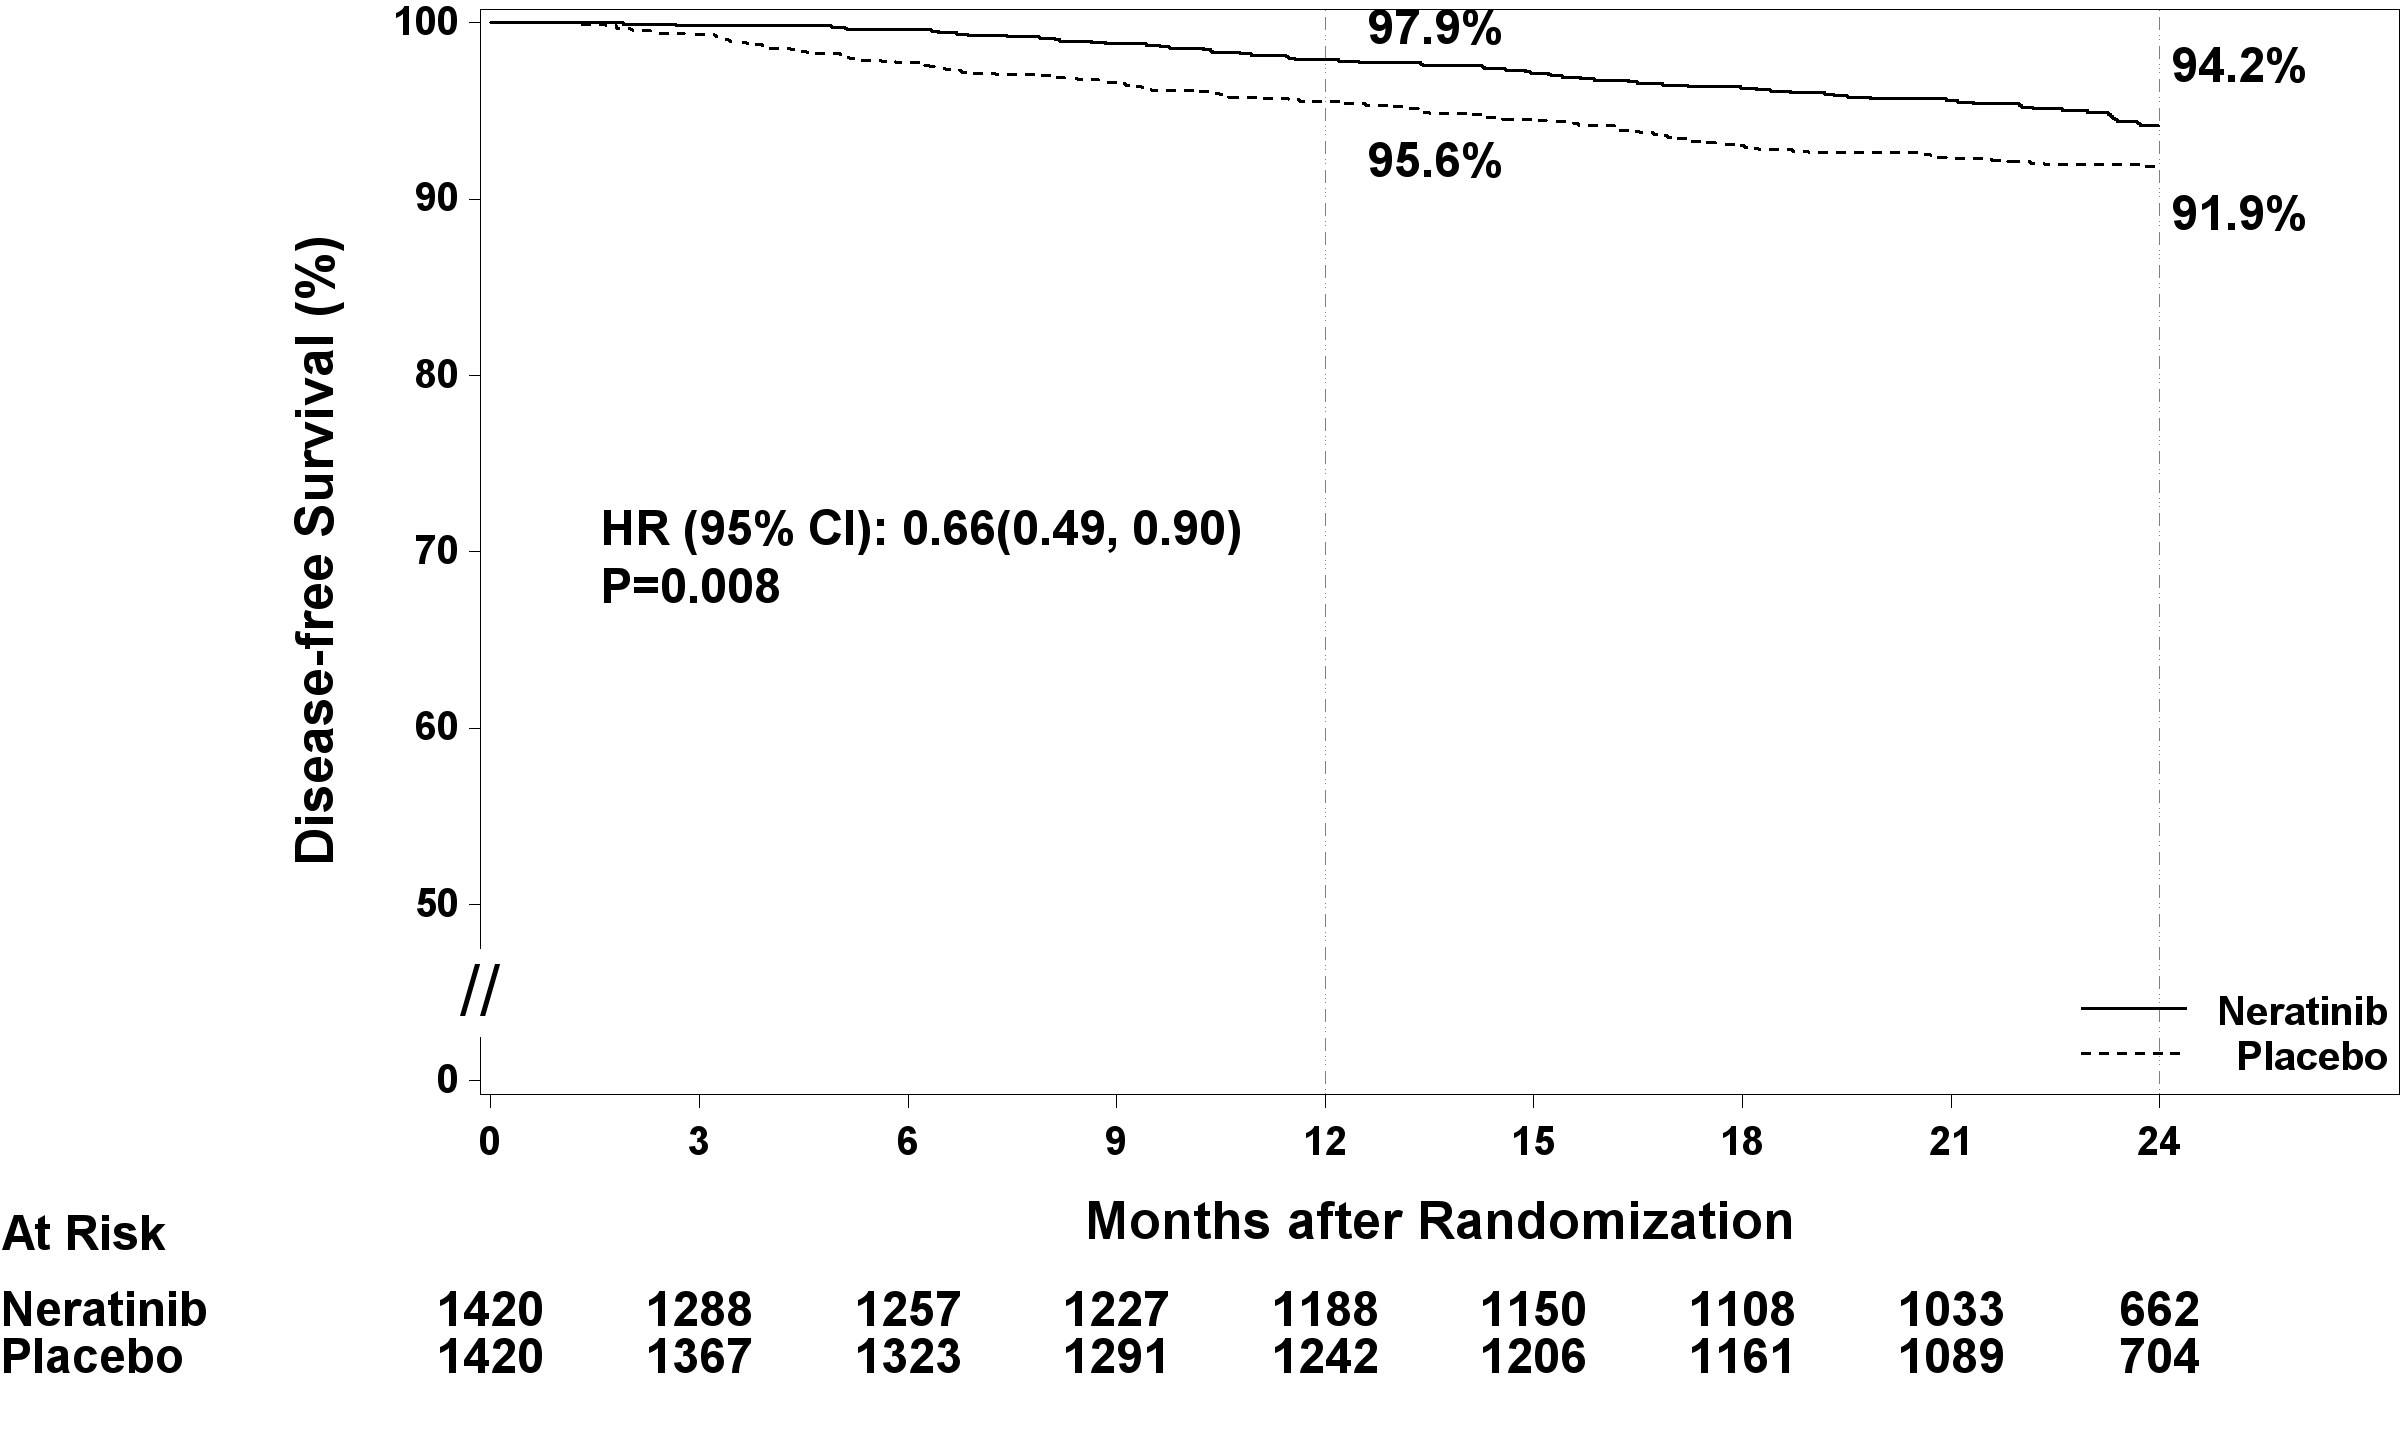 100
90
80
70
60
50
//
0
Disease-free Survival (%)
97.9%
95.6%
94.2%
91.9%
HR (95% CI): 0.66(0.49, 0.90)
P=0.008
Neratinib
Placebo
0 3 6 9 12 15 18 21 24
Months after Randomization
At Risk
Neratinib 1420 1288 1257 1227 1188 1150 1108 1033 662
Placebo 1420 1367 1323 1291 1242 1206 1161 1089 704